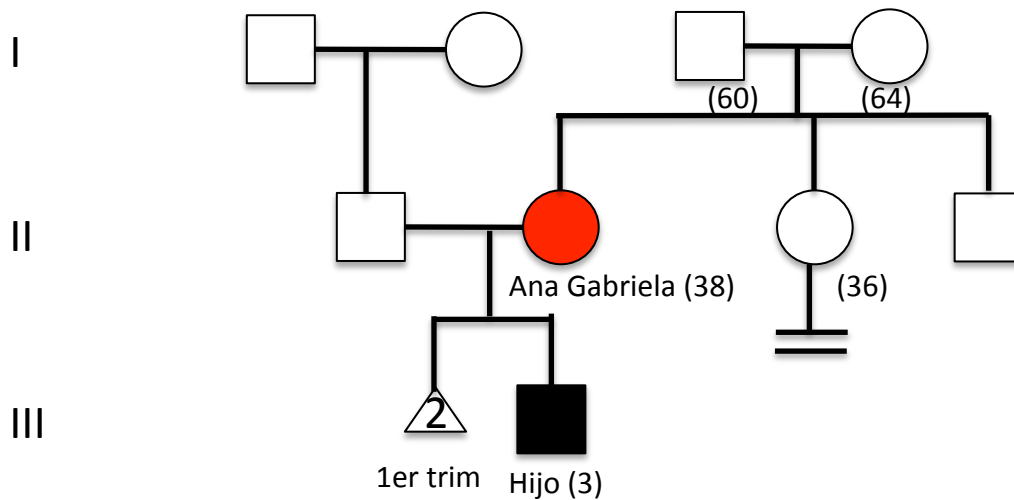 I
(60)
(64)
II
Ana Gabriela (38)
(36)
III
2
1er trim
Hijo (3)